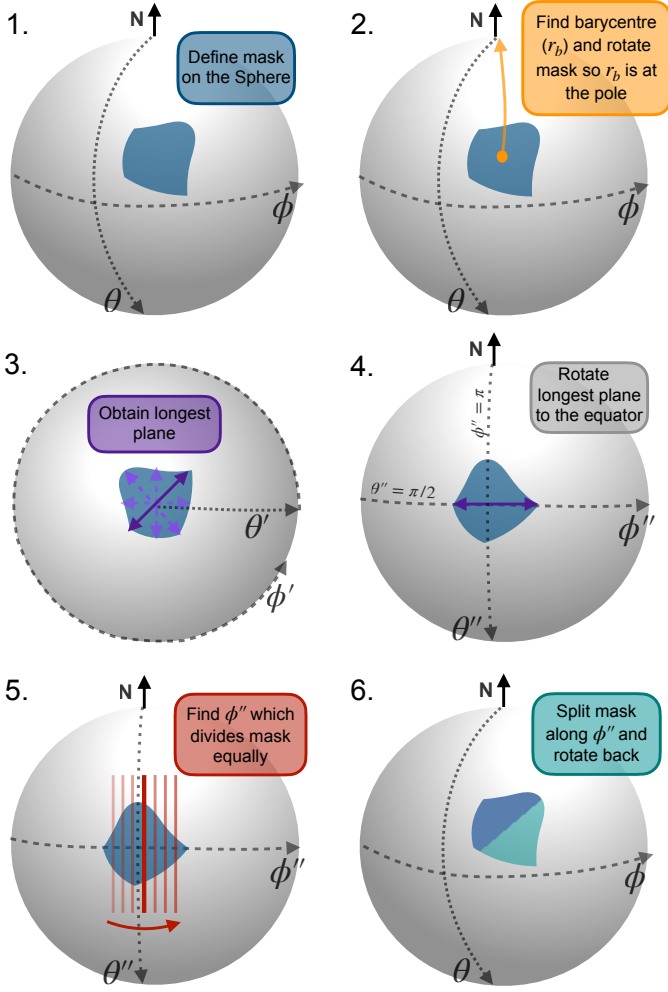 1.
N
Define mask
on the Sphere
ϕ
θ
2.
N
Find barycentre
(r_b) and rotate
mask so r_b is at
the pole
ϕ
θ
3.
Obtain longest
plane
θ′
ϕ′
4.
N
Rotate
longest plane
to the equator
ϕ″ = π
θ″ = π/2
ϕ″
θ″
5.
N
Find ϕ″ which
divides mask
equally
ϕ″
θ″
6.
N
Split mask
along ϕ″ and
rotate back
ϕ
θ